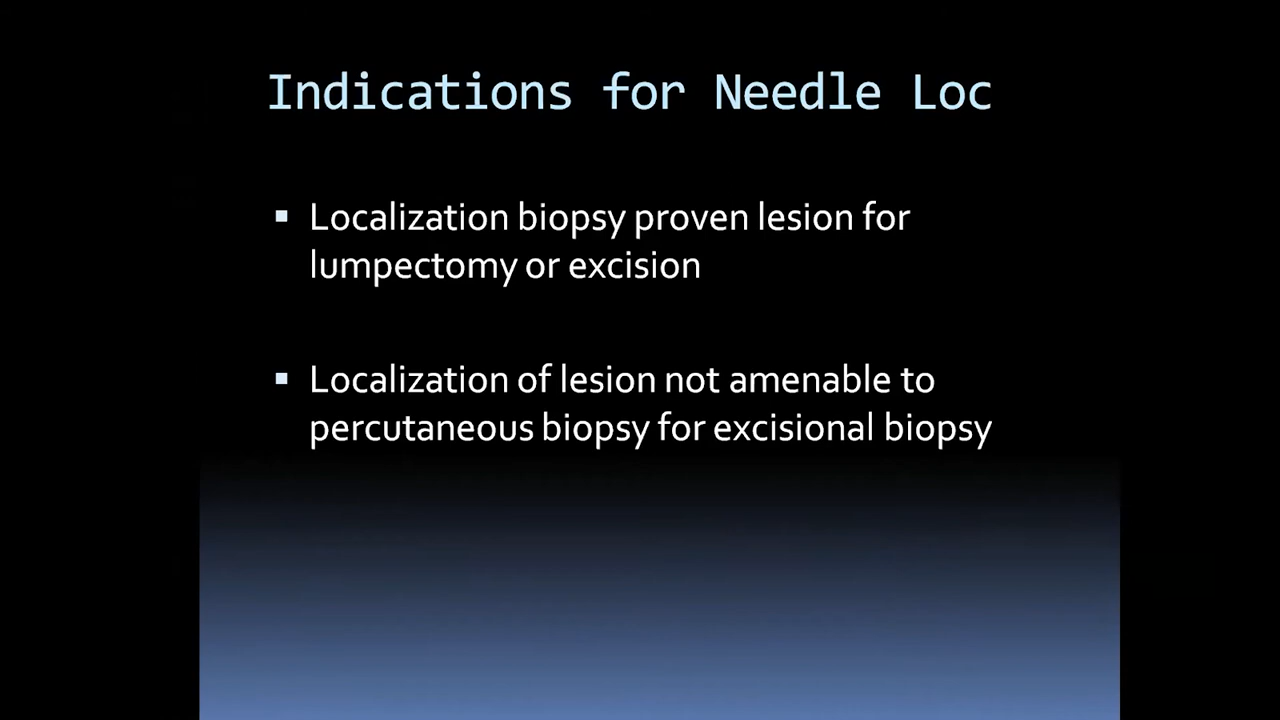 Indications for Needle Loc
Localization biopsy proven lesion for
lumpectomy or excision
Localization of lesion not amenable to
percutaneous biopsy for excisional biopsy